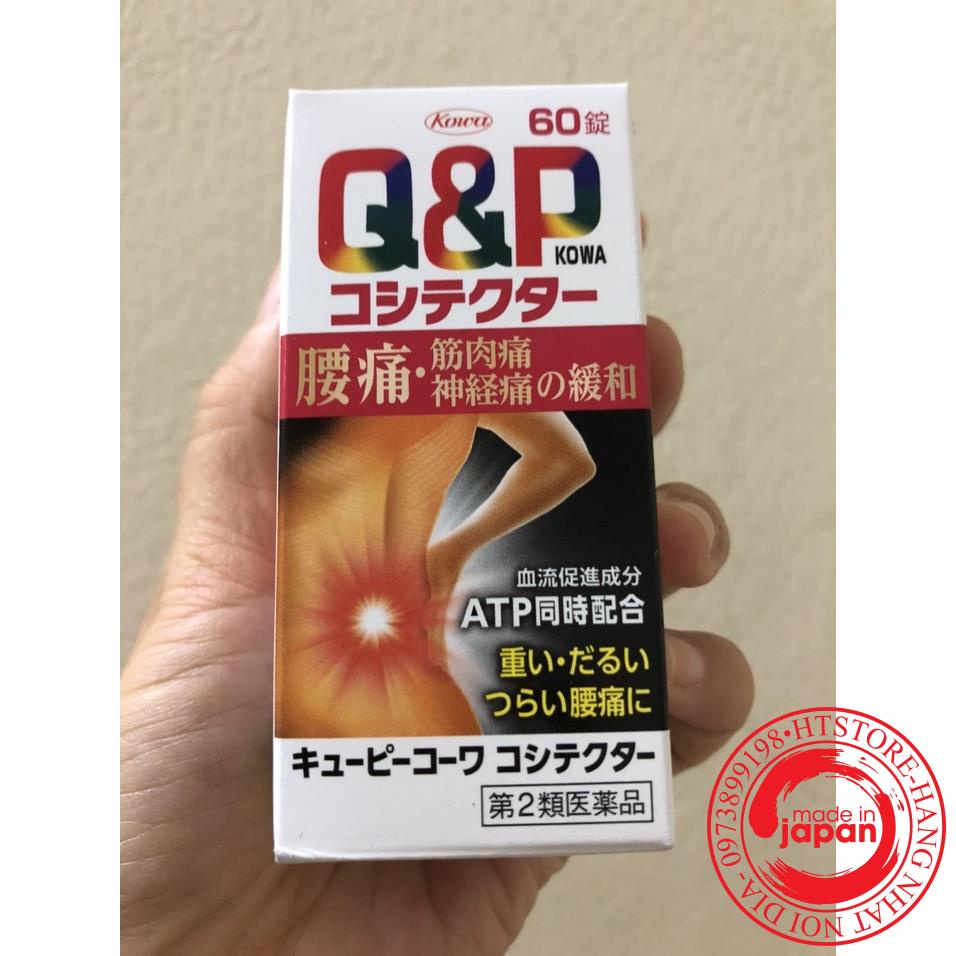 Kowa
60錠
Q&P
KOWA
コシテクター
腰痛・筋肉痛
神経痛の緩和
血流促進成分
ATP同時配合
重い・だるい
つらい腰痛に
キューピーコーワ コシテクター
第2類医薬品
0973899198•HTSTORE-HANG NHAT NOI DIA-
made in
japan